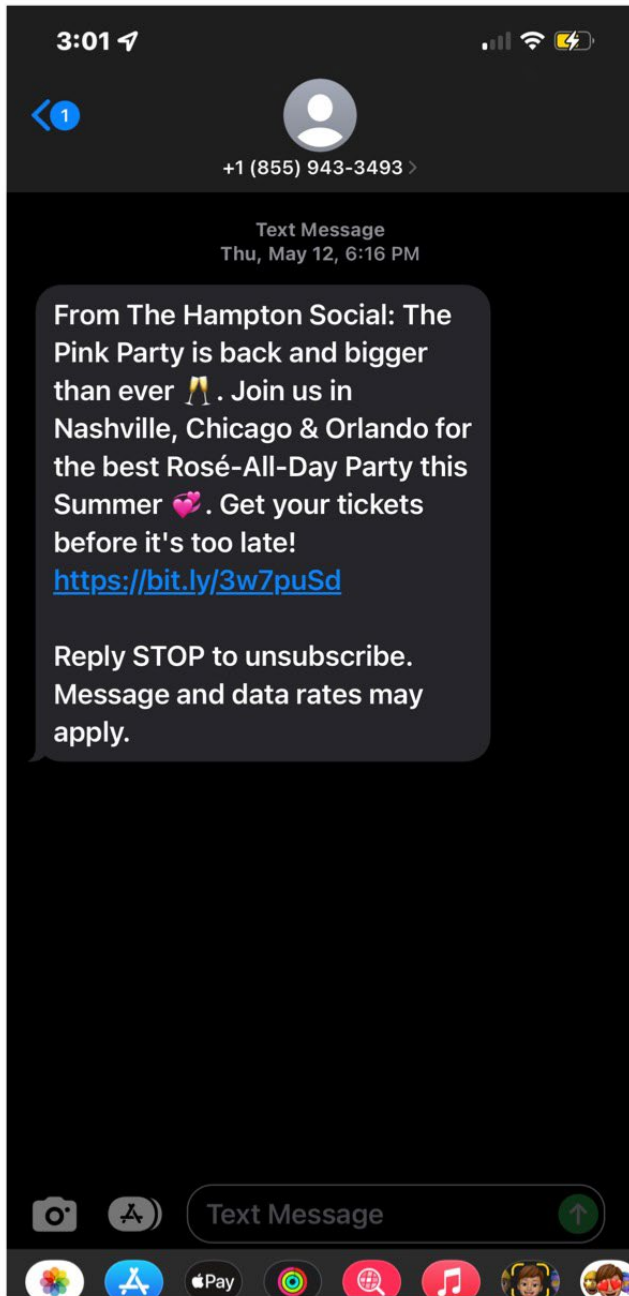 3:01
1
+1 (855) 943-3493
Text Message
Thu, May 12, 6:16 PM
From The Hampton Social: The
Pink Party is back and bigger
than ever 🥂. Join us in
Nashville, Chicago & Orlando for
the best Rosé-All-Day Party this
Summer 💞. Get your tickets
before it's too late!
https://bit.ly/3w7puSd
Reply STOP to unsubscribe.
Message and data rates may
apply.
Text Message
Pay